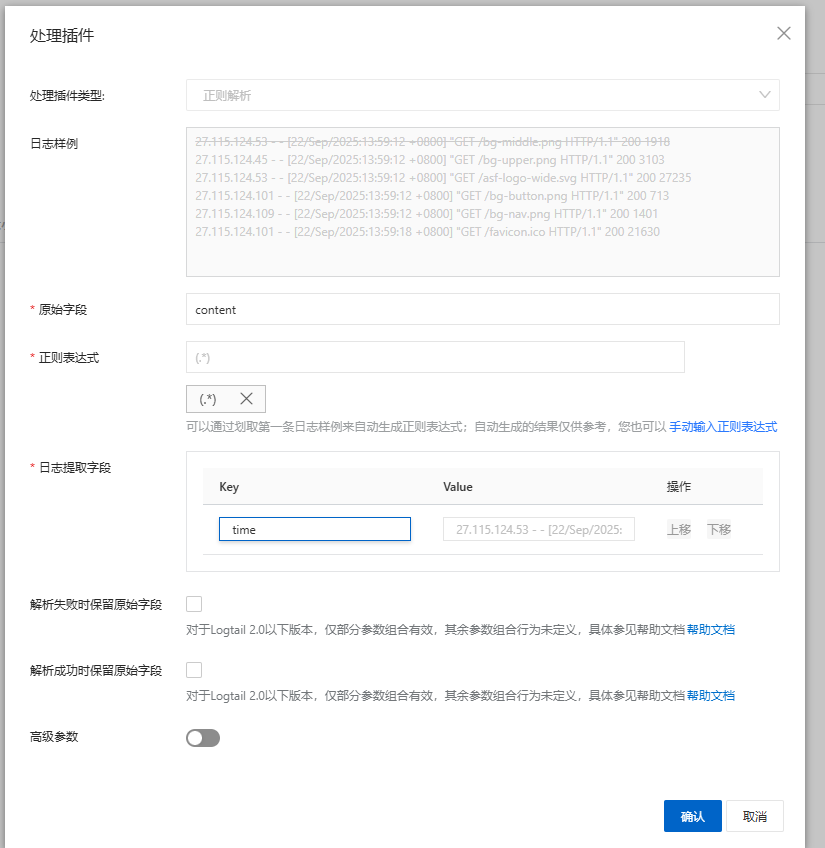 处理插件
处理插件类型:
正则解析
日志样例
27.115.124.53 - - [22/Sep/2025:13:59:12 +0800] "GET /bg-middle.png HTTP/1.1" 200 1918
27.115.124.45 - - [22/Sep/2025:13:59:12 +0800] "GET /bg-upper.png HTTP/1.1" 200 3103
27.115.124.53 - - [22/Sep/2025:13:59:12 +0800] "GET /asf-logo-wide.svg HTTP/1.1" 200 27235
27.115.124.101 - - [22/Sep/2025:13:59:12 +0800] "GET /bg-button.png HTTP/1.1" 200 713
27.115.124.109 - - [22/Sep/2025:13:59:12 +0800] "GET /bg-nav.png HTTP/1.1" 200 1401
27.115.124.101 - - [22/Sep/2025:13:59:18 +0800] "GET /favicon.ico HTTP/1.1" 200 21630
* 原始字段
content
* 正则表达式
(.*)
(.*)
可以通过划取第一条日志样例来自动生成正则表达式；自动生成的结果仅供参考，您也可以 手动输入正则表达式
* 日志提取字段
Key Value 操作
time 27.115.124.53 - - [22/Sep/2025: 上移 下移
解析失败时保留原始字段
对于Logtail 2.0以下版本，仅部分参数组合有效，其余参数组合行为未定义，具体参见帮助文档 帮助文档
解析成功时保留原始字段
对于Logtail 2.0以下版本，仅部分参数组合有效，其余参数组合行为未定义，具体参见帮助文档 帮助文档
高级参数
确认 取消